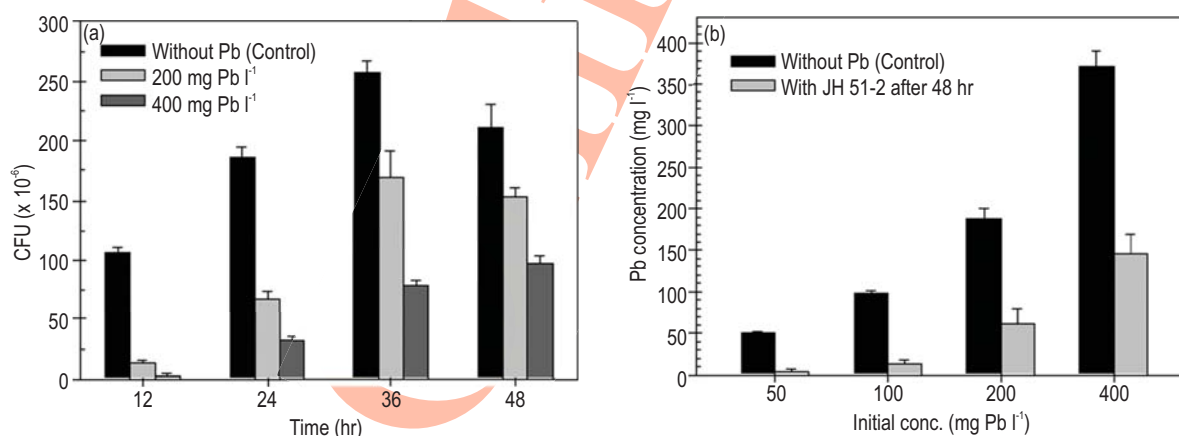 (a)
Without Pb (Control)
200 mg Pb l⁻¹
400 mg Pb l⁻¹
CFU (x 10⁻⁶)
300
250
200
150
100
50
0
12
24
36
48
Time (hr)
(b)
Without Pb (Control)
With JH 51-2 after 48 hr
Pb concentration (mg l⁻¹)
400
350
300
250
200
150
100
50
0
50
100
200
400
Initial conc. (mg Pb l⁻¹)